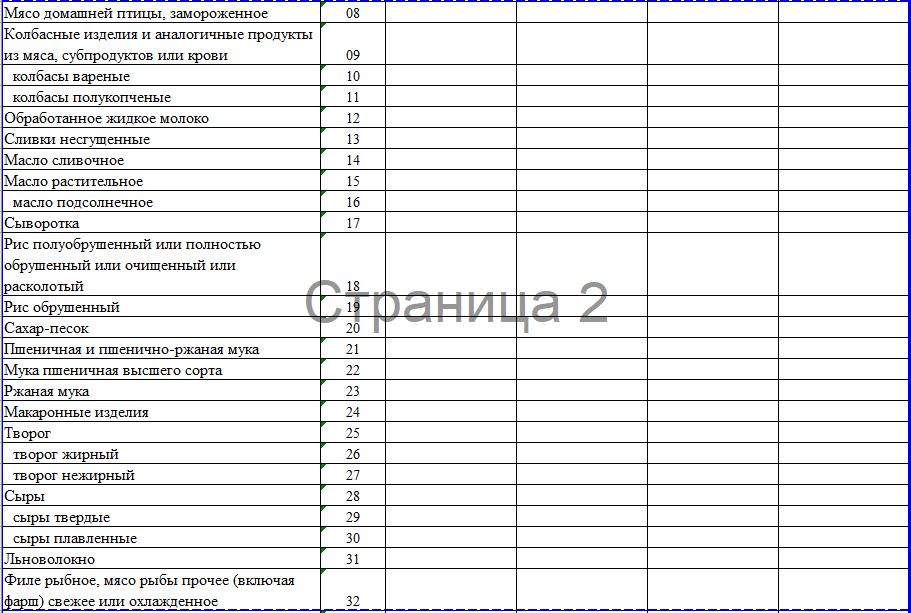 Мясо домашней птицы, замороженное 08
Колбасные изделия и аналогичные продукты
из мяса, субпродуктов или крови 09
колбасы вареные 10
колбасы полукопченые 11
Обработанное жидкое молоко 12
Сливки несгущенные 13
Масло сливочное 14
Масло растительное 15
масло подсолнечное 16
Сыворотка 17
Рис полуобрушенный или полностью
обрушенный или очищенный или
расколотый 18
Страница 2
Рис обрушенный 19
Сахар-песок 20
Пшеничная и пшенично-ржаная мука 21
Мука пшеничная высшего сорта 22
Ржаная мука 23
Макаронные изделия 24
Творог 25
творог жирный 26
творог нежирный 27
Сыры 28
сыры твердые 29
сыры плавленные 30
Льноволокно 31
Филе рыбное, мясо рыбы прочее (включая
фарш) свежее или охлажденное 32